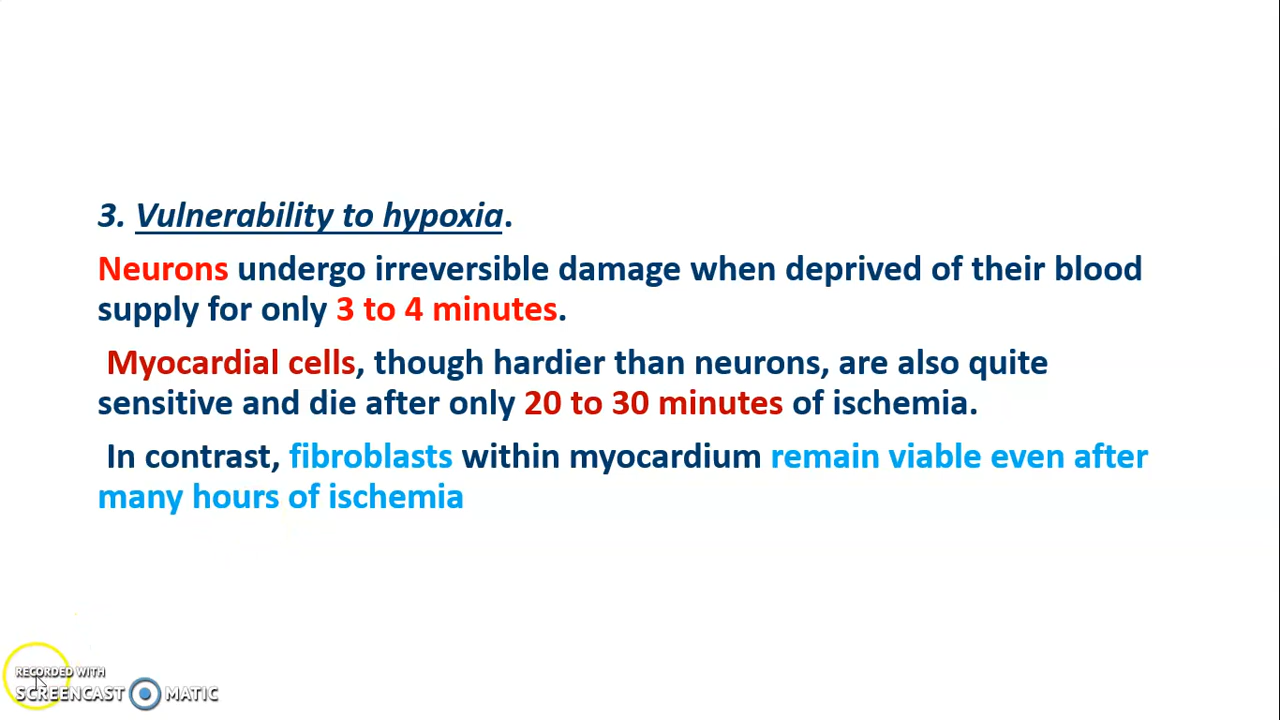 3. Vulnerability to hypoxia.
Neurons undergo irreversible damage when deprived of their blood
supply for only 3 to 4 minutes.
Myocardial cells, though hardier than neurons, are also quite
sensitive and die after only 20 to 30 minutes of ischemia.
In contrast, fibroblasts within myocardium remain viable even after
many hours of ischemia
RECORDED WITH
SCREENCAST MATIC